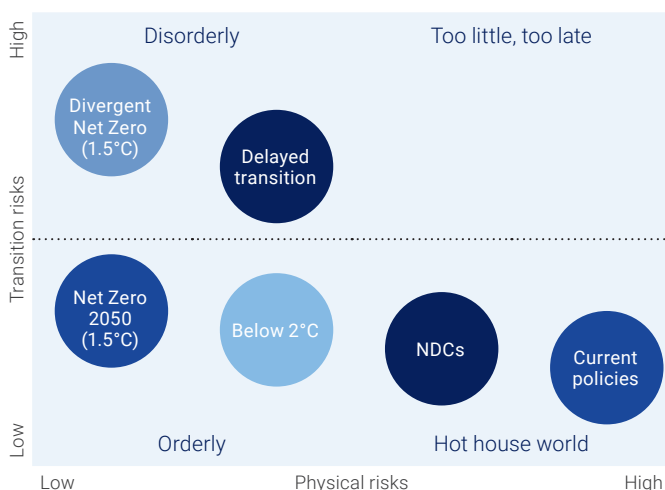 High
Disorderly
Too little, too late
Divergent
Net Zero
(1.5°C)
Delayed
transition
Transition risks
Net Zero
2050
(1.5°C)
Below 2°C
NDCs
Current
policies
Low
Orderly
Hot house world
Low
Physical risks
High